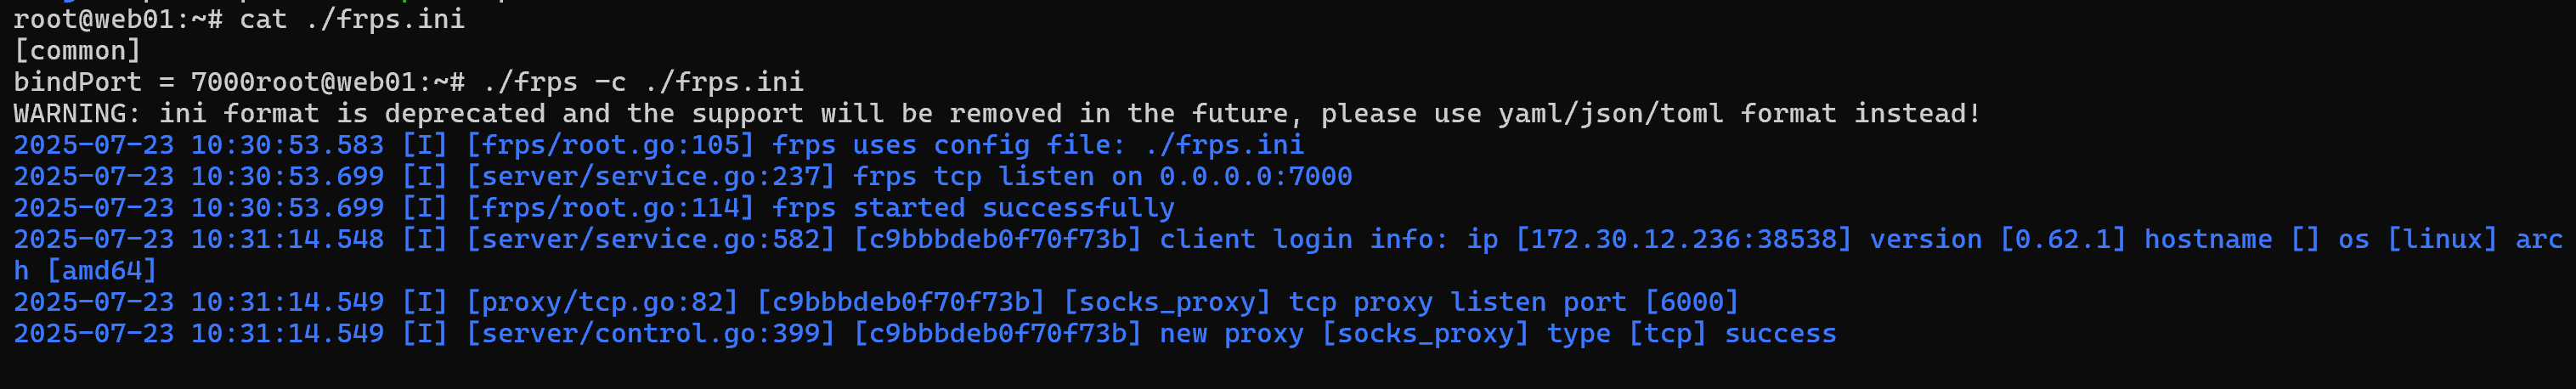 root@web01:~# cat ./frps.ini
[common]
bindPort = 7000root@web01:~# ./frps -c ./frps.ini
WARNING: ini format is deprecated and the support will be removed in the future, please use yaml/json/toml format instead!
2025-07-23 10:30:53.583 [I] [frps/root.go:105] frps uses config file: ./frps.ini
2025-07-23 10:30:53.699 [I] [server/service.go:237] frps tcp listen on 0.0.0.0:7000
2025-07-23 10:30:53.699 [I] [frps/root.go:114] frps started successfully
2025-07-23 10:31:14.548 [I] [server/service.go:582] [c9bbbdeb0f70f73b] client login info: ip [172.30.12.236:38538] version [0.62.1] hostname [] os [linux] arc
h [amd64]
2025-07-23 10:31:14.549 [I] [proxy/tcp.go:82] [c9bbbdeb0f70f73b] [socks_proxy] tcp proxy listen port [6000]
2025-07-23 10:31:14.549 [I] [server/control.go:399] [c9bbbdeb0f70f73b] new proxy [socks_proxy] type [tcp] success